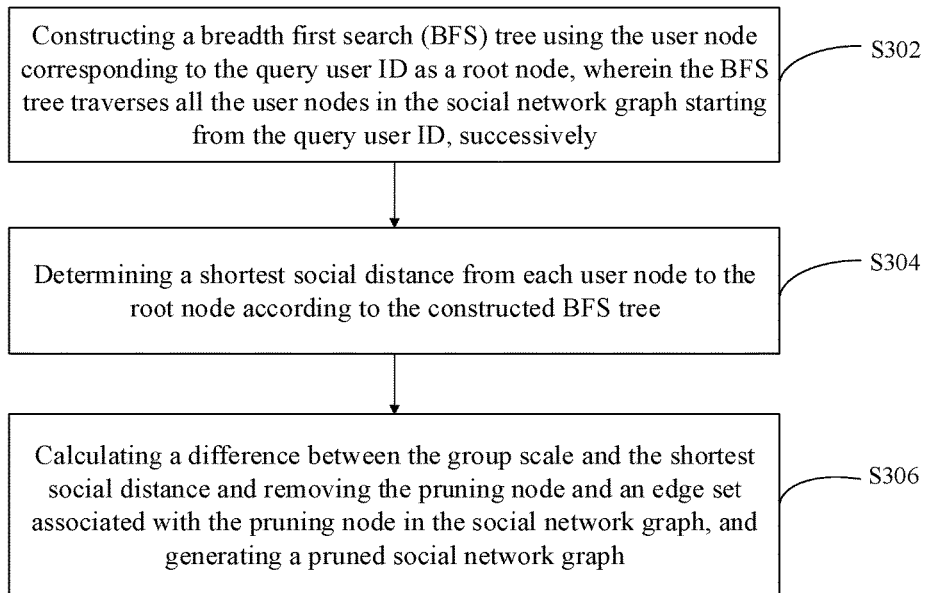 Constructing a breadth first search (BFS) tree using the user node
corresponding to the query user ID as a root node, wherein the BFS
tree traverses all the user nodes in the social network graph starting
from the query user ID, successively
S302
Determining a shortest social distance from each user node to the
root node according to the constructed BFS tree
S304
Calculating a difference between the group scale and the shortest
social distance and removing the pruning node and an edge set
associated with the pruning node in the social network graph, and
generating a pruned social network graph
S306